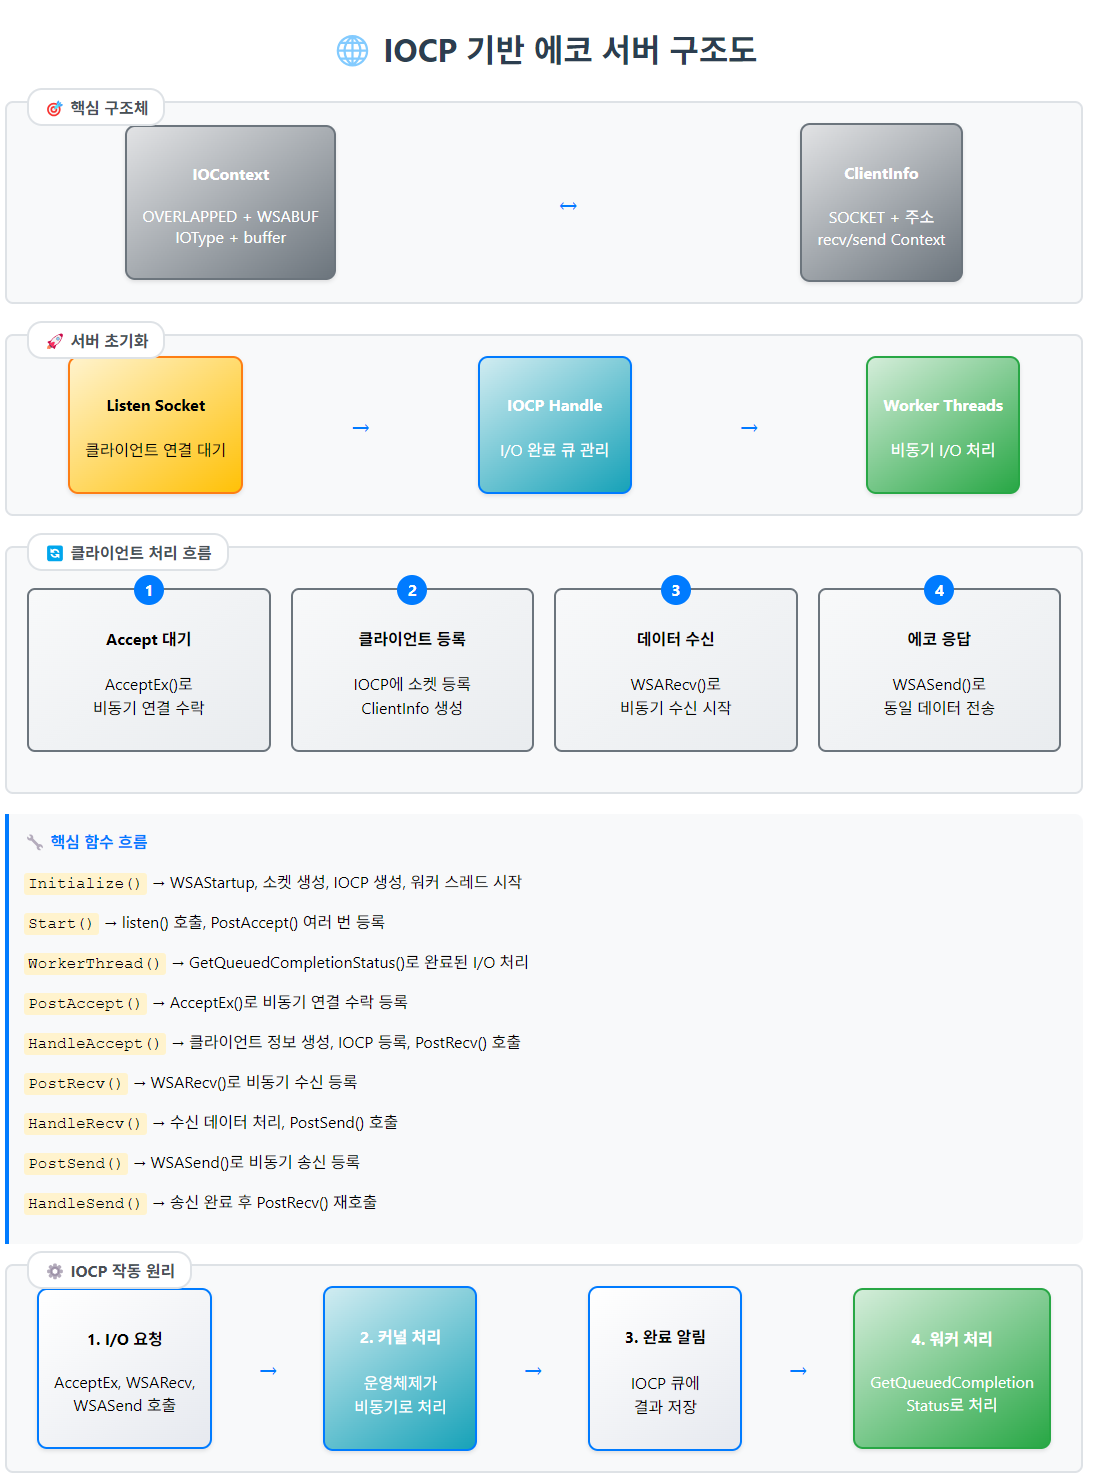 IOCP 기반 에코 서버 구조도
핵심 구조체
IOContext
OVERLAPPED + WSABUF
IOType + buffer
↔
ClientInfo
SOCKET + 주소
recv/send Context
서버 초기화
Listen Socket
클라이언트 연결 대기
→
IOCP Handle
I/O 완료 큐 관리
→
Worker Threads
비동기 I/O 처리
클라이언트 처리 흐름
1
Accept 대기
AcceptEx()로
비동기 연결 수락
2
클라이언트 등록
IOCP에 소켓 등록
ClientInfo 생성
3
데이터 수신
WSARecv()로
비동기 수신 시작
4
에코 응답
WSASend()로
동일 데이터 전송
핵심 함수 흐름
Initialize() → WSAStartup, 소켓 생성, IOCP 생성, 워커 스레드 시작
Start() → listen() 호출, PostAccept() 여러 번 등록
WorkerThread() → GetQueuedCompletionStatus()로 완료된 I/O 처리
PostAccept() → AcceptEx()로 비동기 연결 수락 등록
HandleAccept() → 클라이언트 정보 생성, IOCP 등록, PostRecv() 호출
PostRecv() → WSARecv()로 비동기 수신 등록
HandleRecv() → 수신 데이터 처리, PostSend() 호출
PostSend() → WSASend()로 비동기 송신 등록
HandleSend() → 송신 완료 후 PostRecv() 재호출
IOCP 작동 원리
1. I/O 요청
AcceptEx, WSARecv,
WSASend 호출
→
2. 커널 처리
운영체제가
비동기로 처리
→
3. 완료 알림
IOCP 큐에
결과 저장
→
4. 워커 처리
GetQueuedCompletion
Status로 처리